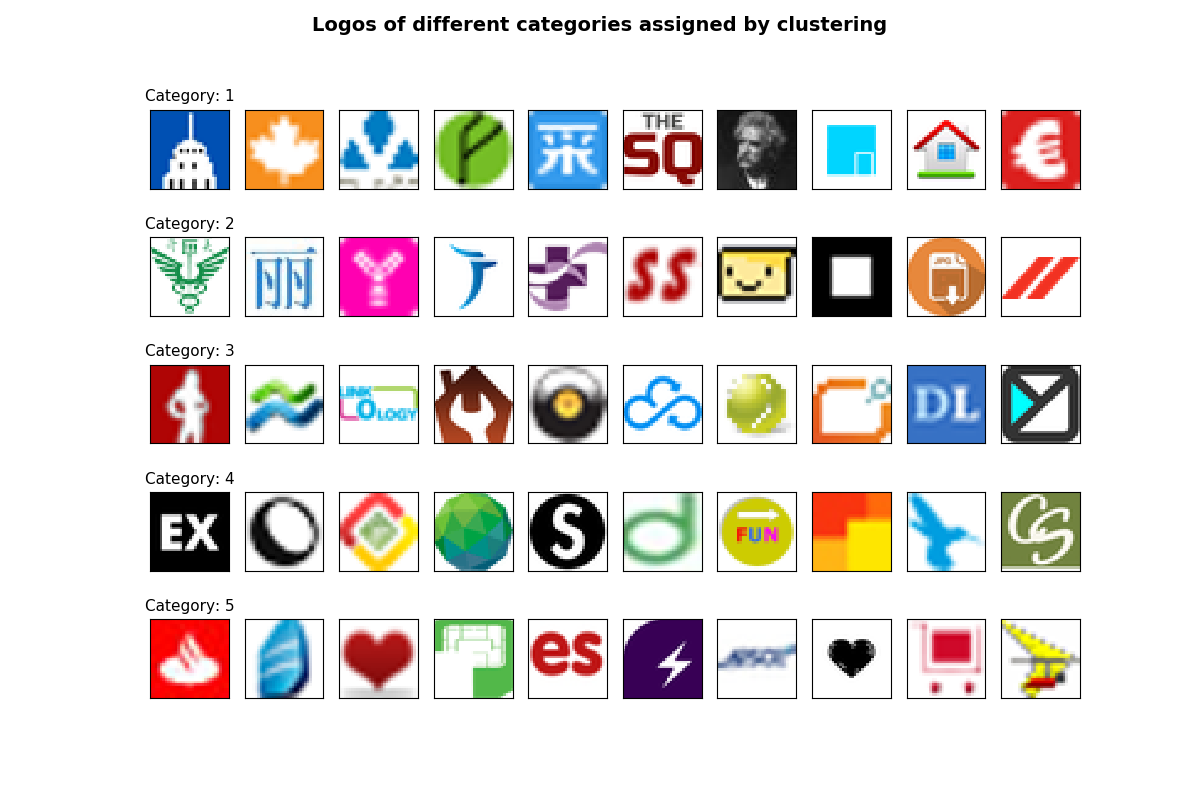 Logos of different categories assigned by clustering
Category: 1
THE
SQ
€
Category: 2
丽
Y
SS
JPG
Category: 3
LINK
OLOGY
DL
Category: 4
EX
S
d
FUN
CS
Category: 5
es